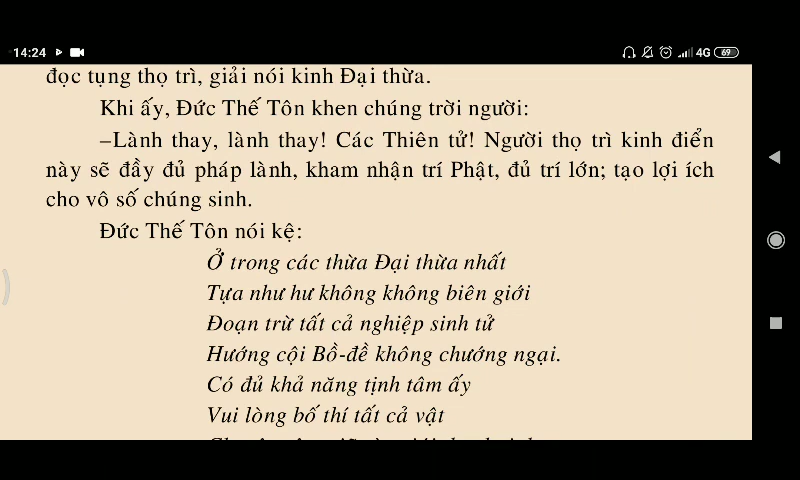 14:24
4G 69
đọc tụng thọ trì, giải nói kinh Đại thừa.
Khi ấy, Đức Thế Tôn khen chúng trời người:
–Lành thay, lành thay! Các Thiên tử! Người thọ trì kinh điển
này sẽ đầy đủ pháp lành, kham nhận trí Phật, đủ trí lớn; tạo lợi ích
cho vô số chúng sinh.
Đức Thế Tôn nói kệ:
Ở trong các thừa Đại thừa nhất
Tựa như hư không không biên giới
Đoạn trừ tất cả nghiệp sinh tử
Hướng cội Bồ-đề không chướng ngại.
Có đủ khả năng tịnh tâm ấy
Vui lòng bố thí tất cả vật